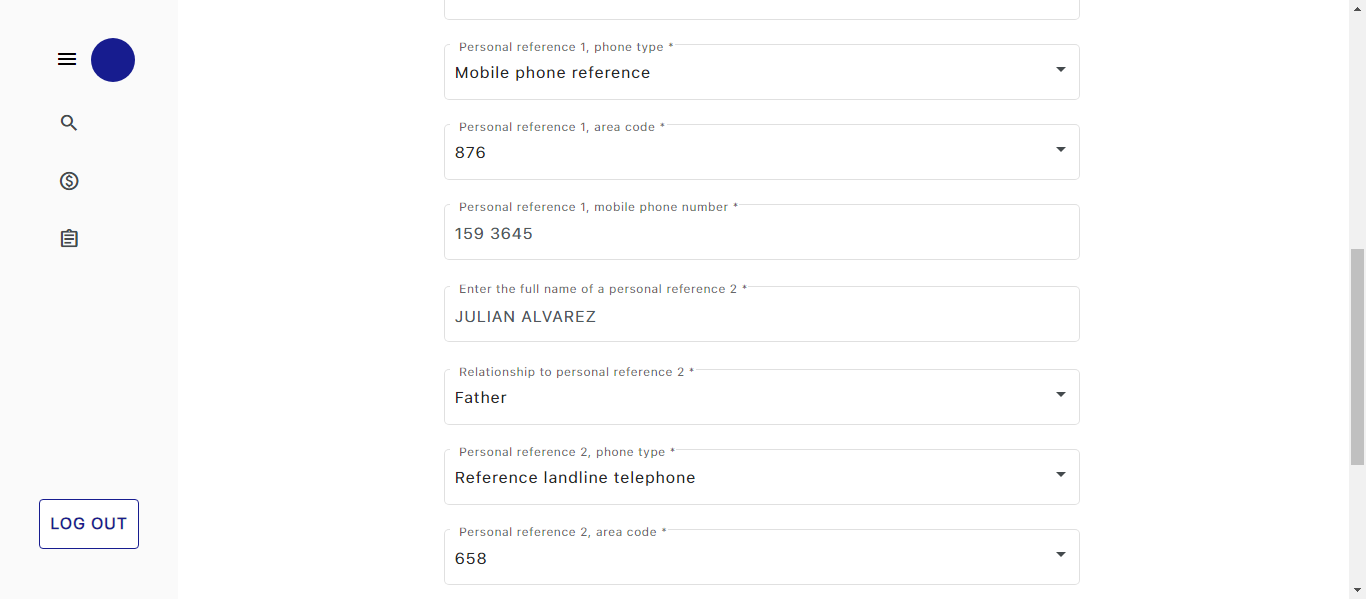 Personal reference 1, phone type *
Mobile phone reference
Personal reference 1, area code *
876
Personal reference 1, mobile phone number *
159 3645
Enter the full name of a personal reference 2 *
JULIAN ALVAREZ
Relationship to personal reference 2 *
Father
Personal reference 2, phone type *
Reference landline telephone
Personal reference 2, area code *
658
LOG OUT